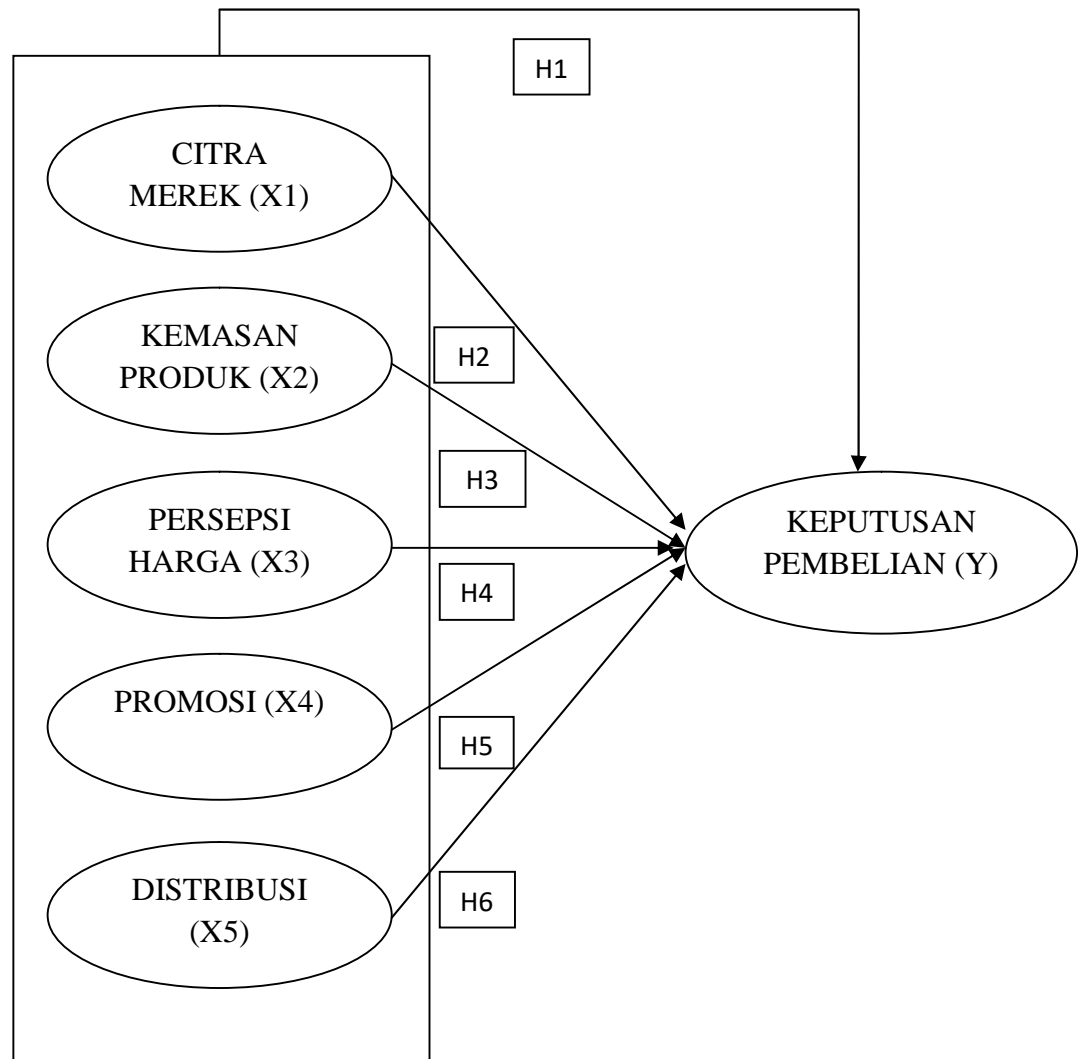 H1
CITRA
MEREK (X1)
KEMASAN
PRODUK (X2)
H2
H3
PERSEPSI
HARGA (X3)
KEPUTUSAN
PEMBELIAN (Y)
H4
PROMOSI (X4)
H5
DISTRIBUSI
(X5)
H6